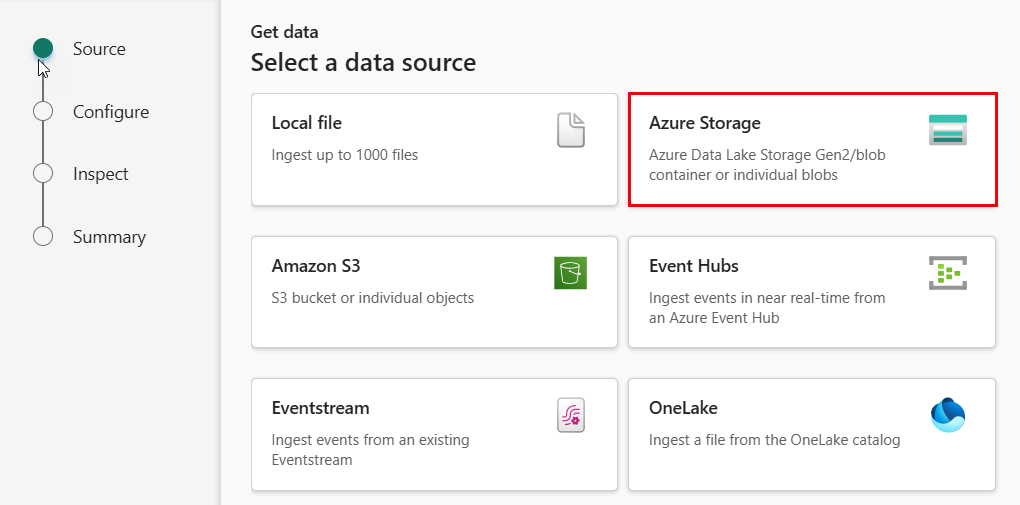 Source
Configure
Inspect
Summary
Get data
Select a data source
Local file
Ingest up to 1000 files
Azure Storage
Azure Data Lake Storage Gen2/blob
container or individual blobs
Amazon S3
S3 bucket or individual objects
Event Hubs
Ingest events in near real-time from
an Azure Event Hub
Eventstream
Ingest events from an existing
Eventstream
OneLake
Ingest a file from the OneLake catalog